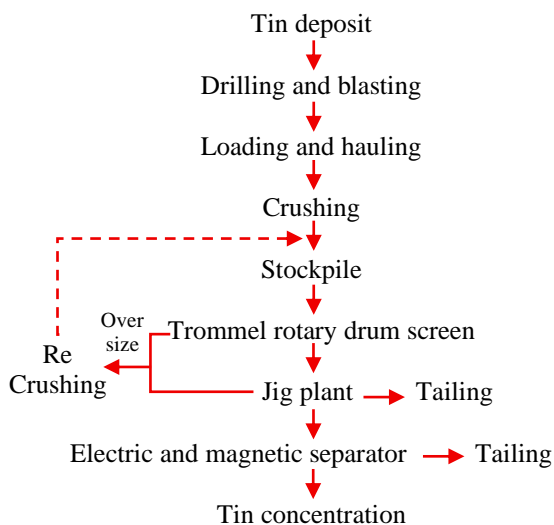 Tin deposit
Drilling and blasting
Loading and hauling
Crushing
Stockpile
Over
size
Trommel rotary drum screen
Re
Crushing
Jig plant
Tailing
Electric and magnetic separator
Tailing
Tin concentration